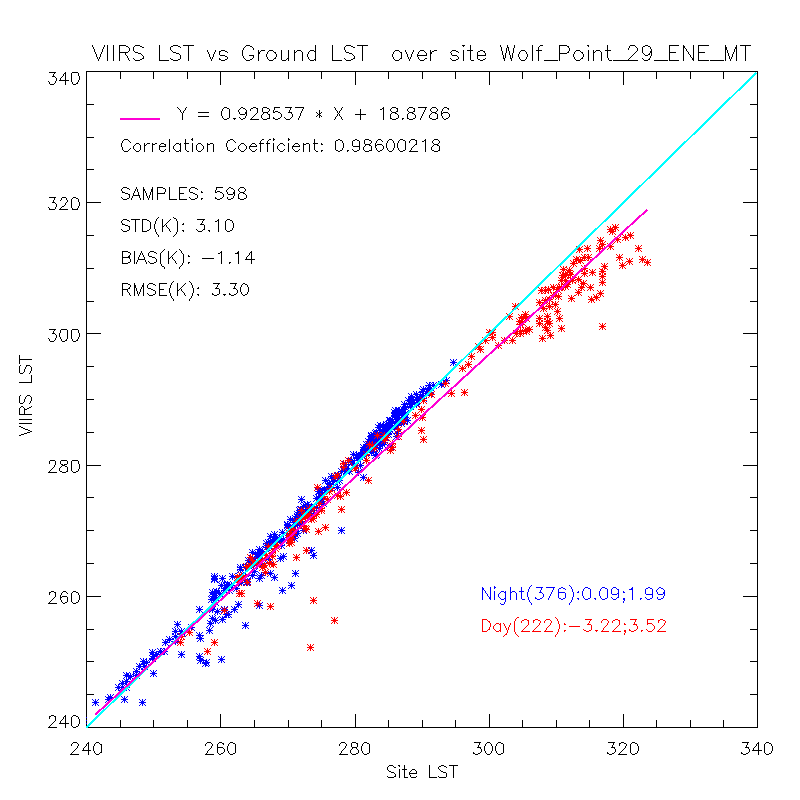 VIIRS LST vs Ground LST  over site Wolf_Point_29_ENE_MT
Y = 0.928537 * X + 18.8786
Correlation Coefficient: 0.98600218
SAMPLES: 598
STD(K): 3.10
BIAS(K): −1.14
RMSE(K): 3.30
340
320
300
280
260
240
VIIRS LST
Night(376):0.09;1.99
Day(222):−3.22;3.52
240 260 280 300 320 340
Site LST